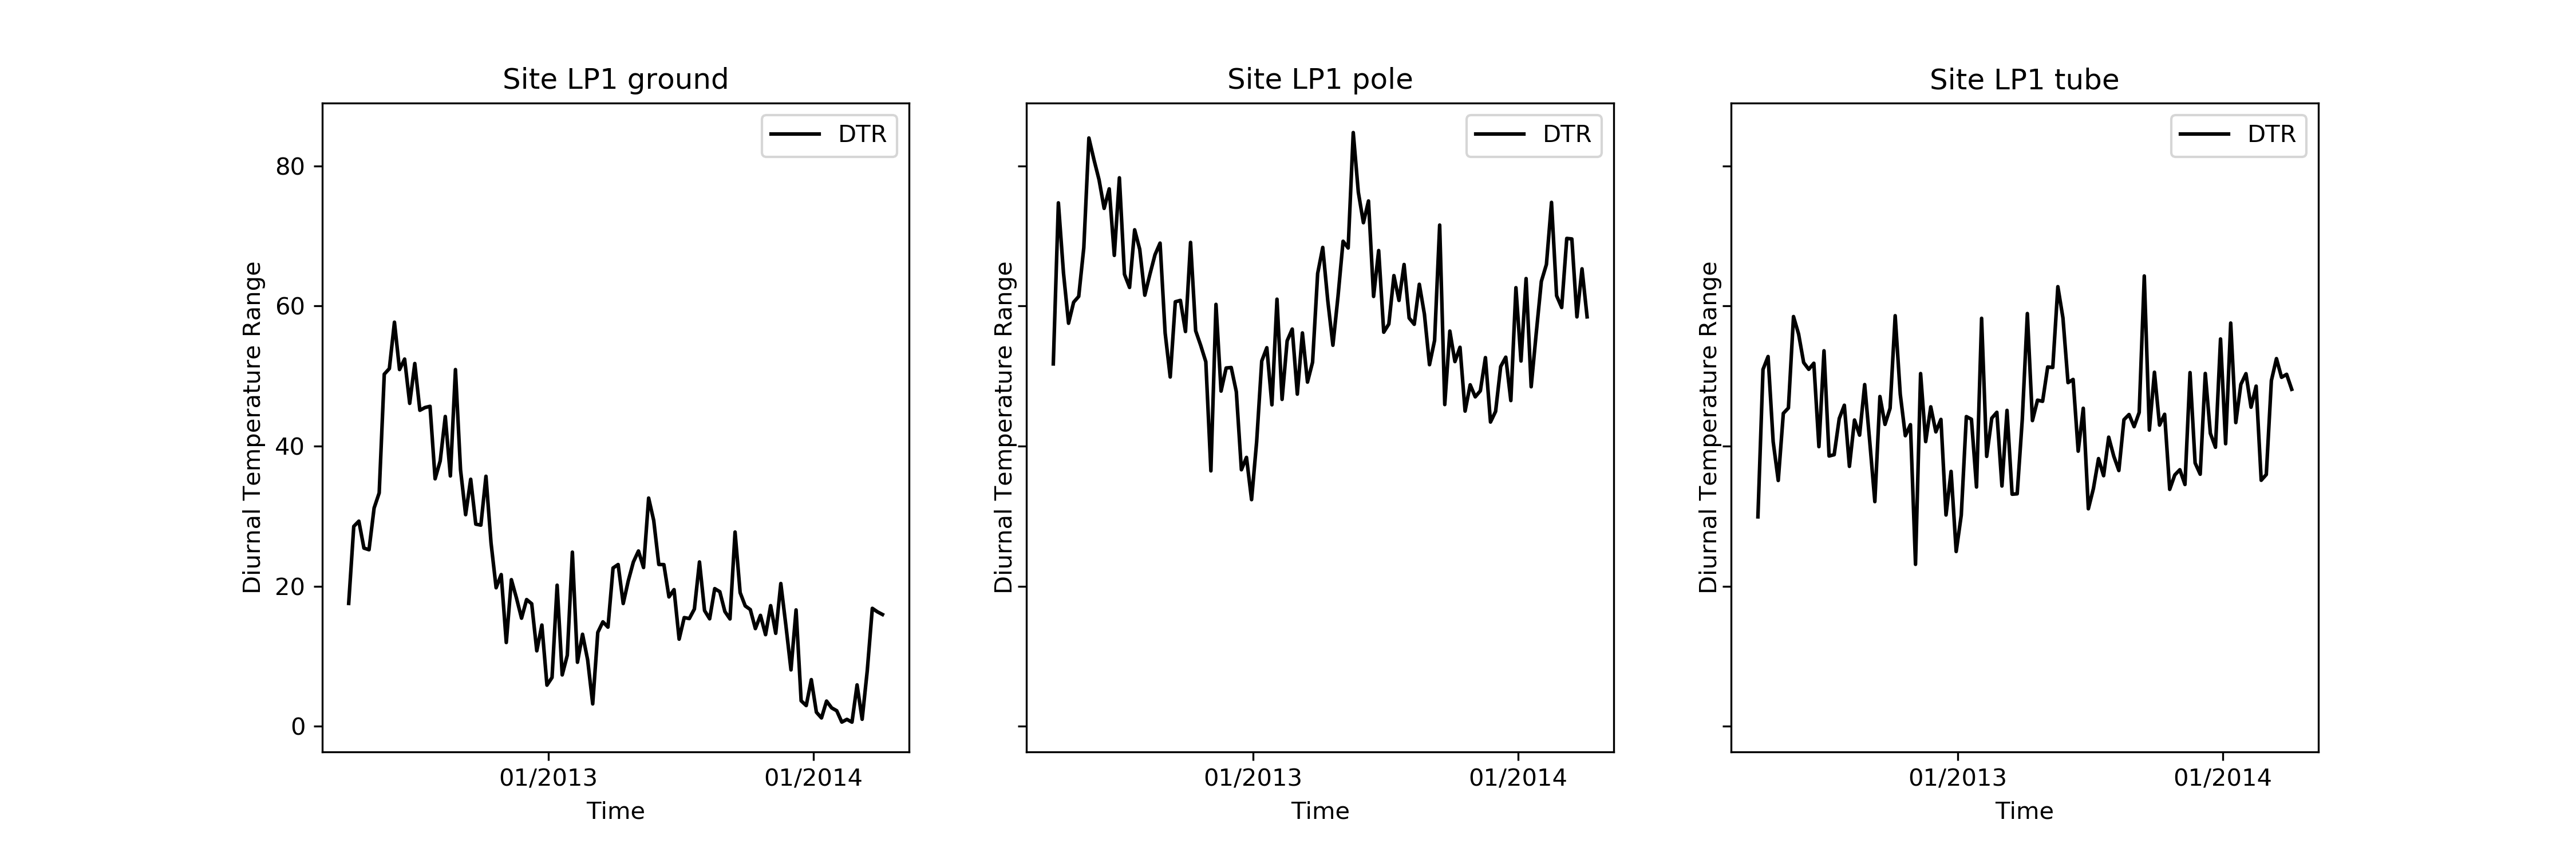 Site LP1 ground
DTR
80
60
40
20
0
Diurnal Temperature Range
01/2013
01/2014
Time
Site LP1 pole
DTR
Diurnal Temperature Range
01/2013
01/2014
Time
Site LP1 tube
DTR
Diurnal Temperature Range
01/2013
01/2014
Time